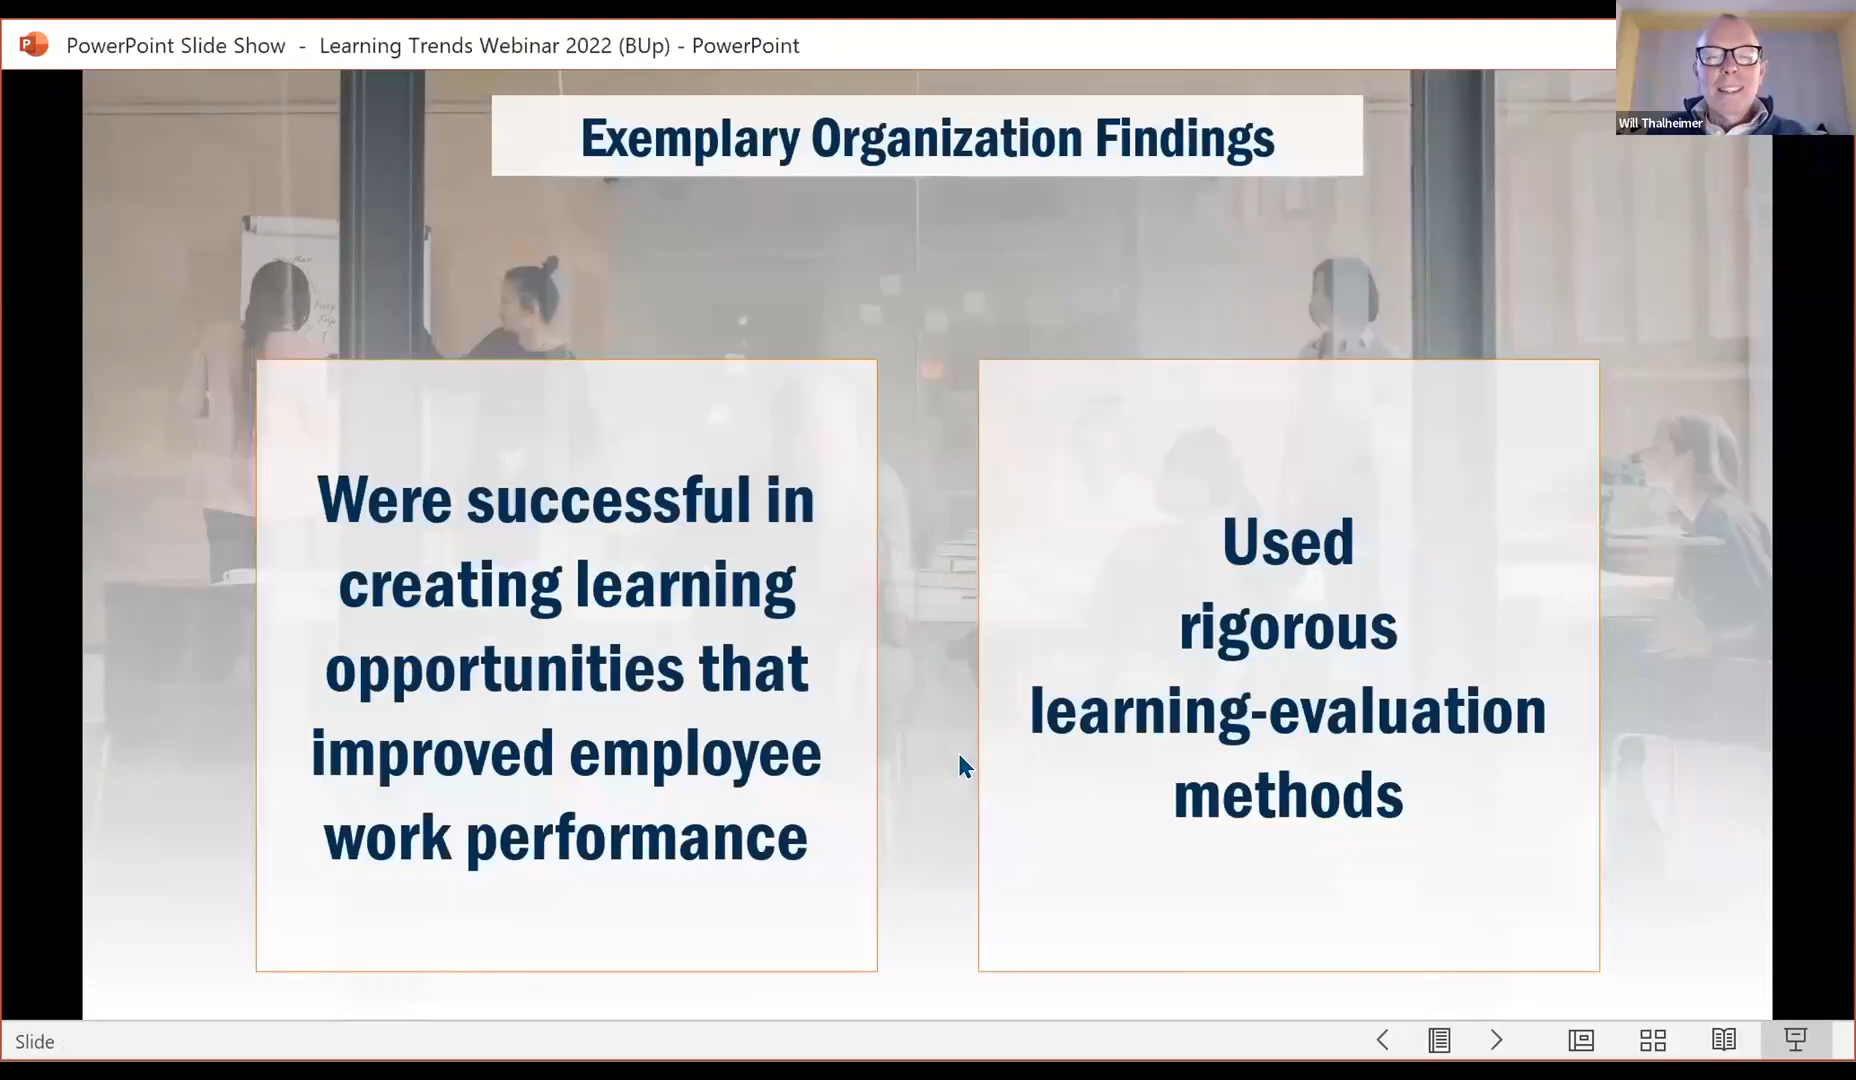 PowerPoint Slide Show - Learning Trends Webinar 2022 (BUp) - PowerPoint
Will Thalheimer
Exemplary Organization Findings
Were successful in
creating learning
opportunities that
improved employee
work performance
Used
rigorous
learning-evaluation
methods
Slide